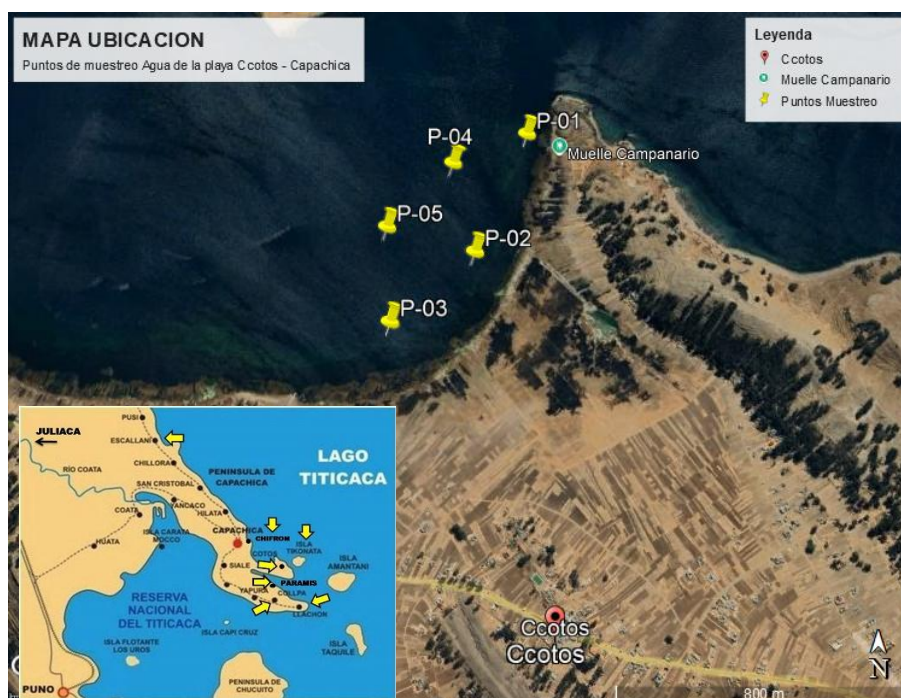 MAPA UBICACION
Puntos de muestreo Agua de la playa Ccotos - Capachica
Leyenda
Ccotos
Muelle Campanario
Puntos Muestreo
P-01
P-04
Muelle Campanario
P-05
P-02
P-03
PUSI
JULIACA
ESCALLANI
LAGO
TITICACA
CHILLORA
RÍO COATA
PENINSULA DE
CAPACHICA
SAN CRISTOBAL
YANCACO
HILATA
COATA
CAPACHICA
ISLA CARATA
MOCCO
CHIFRON
HUATA
ISLA
TIKONATA
COTOS
ISLA
AMANTANI
SIALE
PARAMIS
YAPURA
COLLPA
LLACHON
RESERVA
NACIONAL
DEL TITICACA
ISLA CAPI CRUZ
ISLA FLOTANTE
LOS UROS
ISLA
TAQUILE
PENINSULA DE
CHUCUITO
PUNO
Ccotos
Ccotos
N
800 m